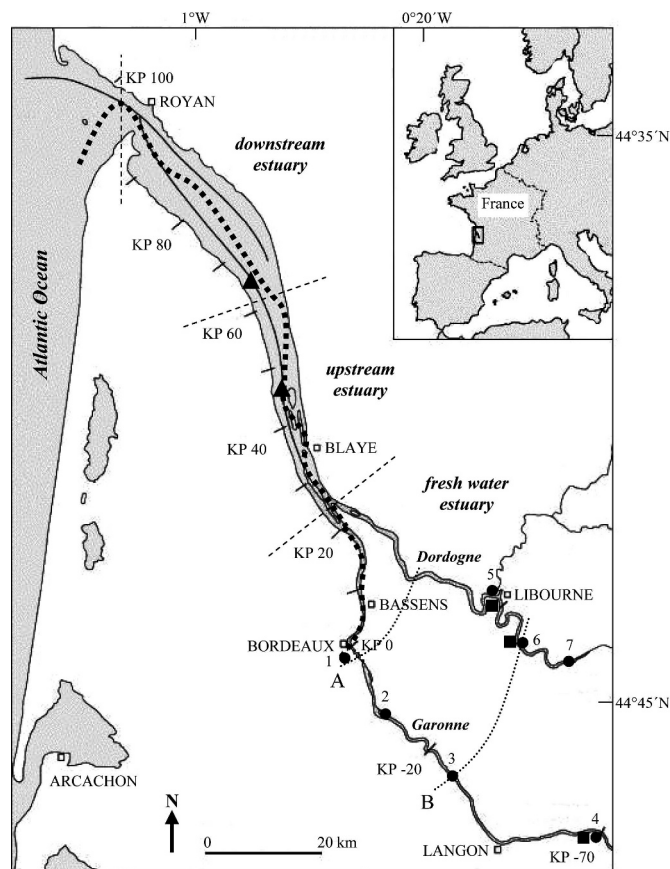 1°W
0°20
KP 100
ROYAN
downstream
estuary
44°35´N
France
KP 80
Atlantic Ocean
KP 60
upstream
estuary
KP 40
BLAYE
fresh water
estuary
KP 20
Dordogne
5
LIBOURNE
BASSENS
6
7
BORDEAUX
KP 0
1
A
2
44°45´N
Garonne
3
KP -20
B
ARCACHON
N
0
20 km
4
LANGON
KP -70